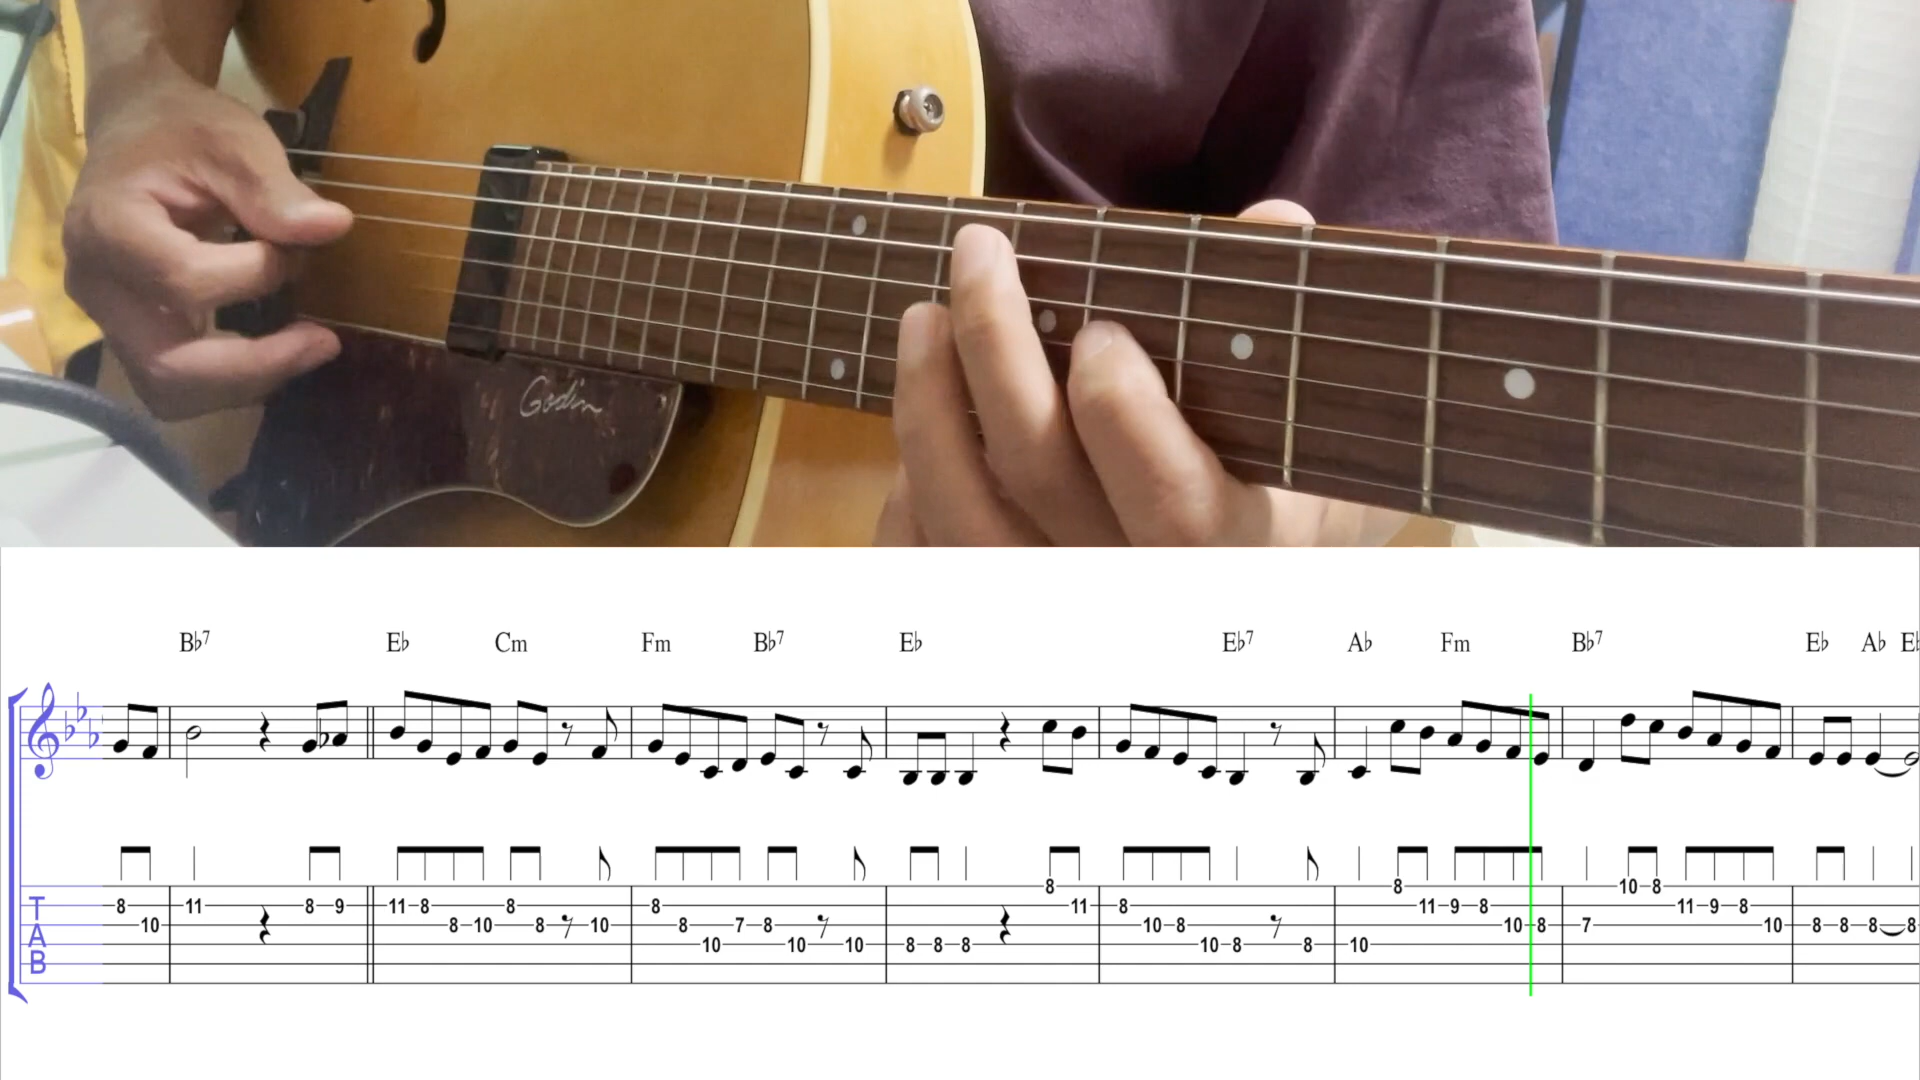 Godin
B♭7 E♭ Cm Fm B♭7 E♭ E♭7 A♭ Fm B♭7 E♭ A♭
8 10 8
8 11 8 9 11 8 8 8 11 8 11 9 8 11 9 8
10 8 10 8 10 8 7 8 10 8 10 8 7 10 8 8 8 8
10 10 10 8 8 8 10 8 8 10
T
A
B